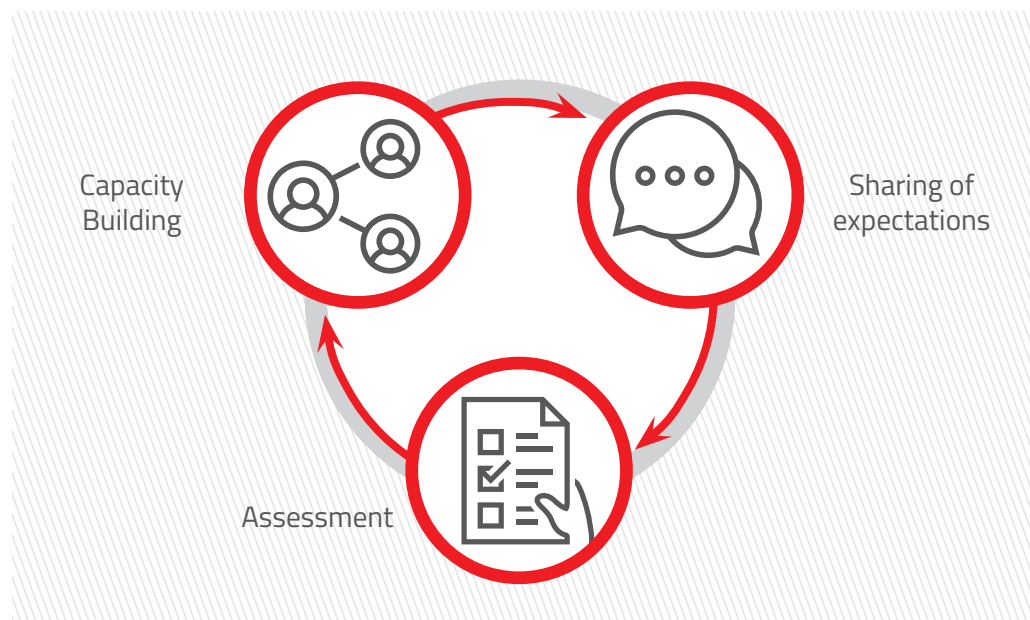 Capacity
Building
Sharing of
expectations
Assessment